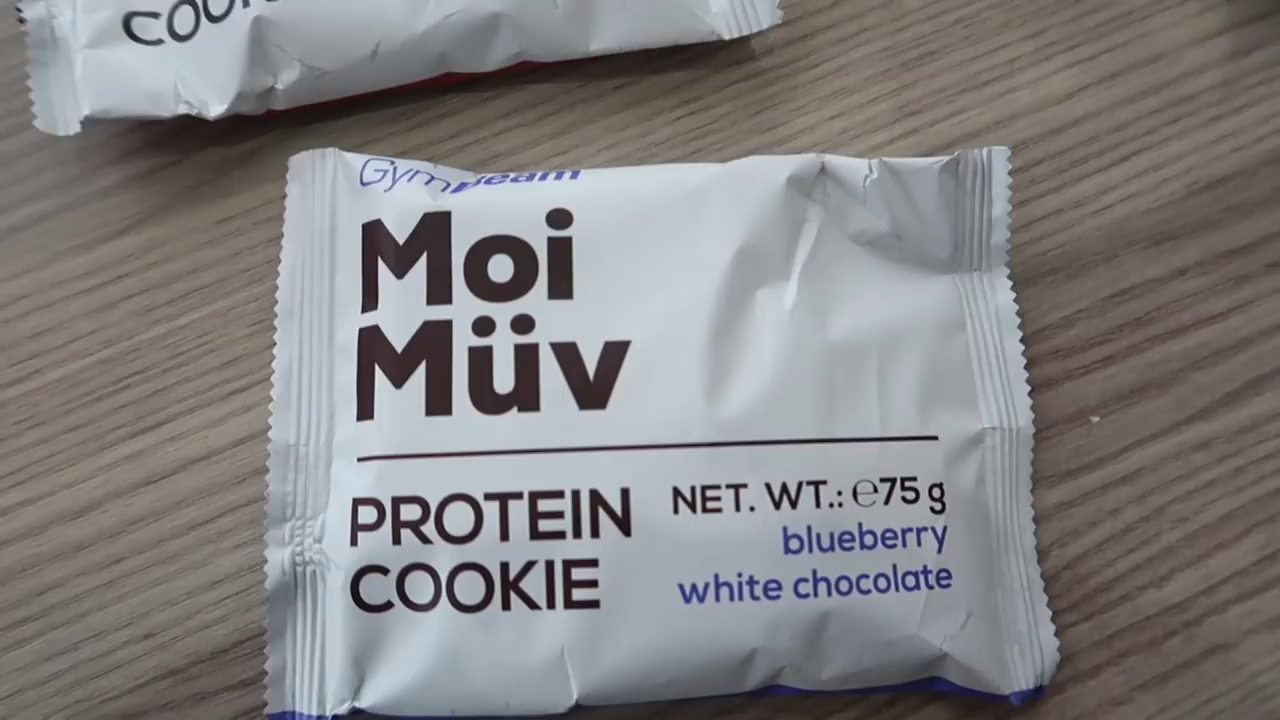 GymBeam
Moi
Müv
PROTEIN
COOKIE
NET. WT.: ℮75 g
blueberry
white chocolate